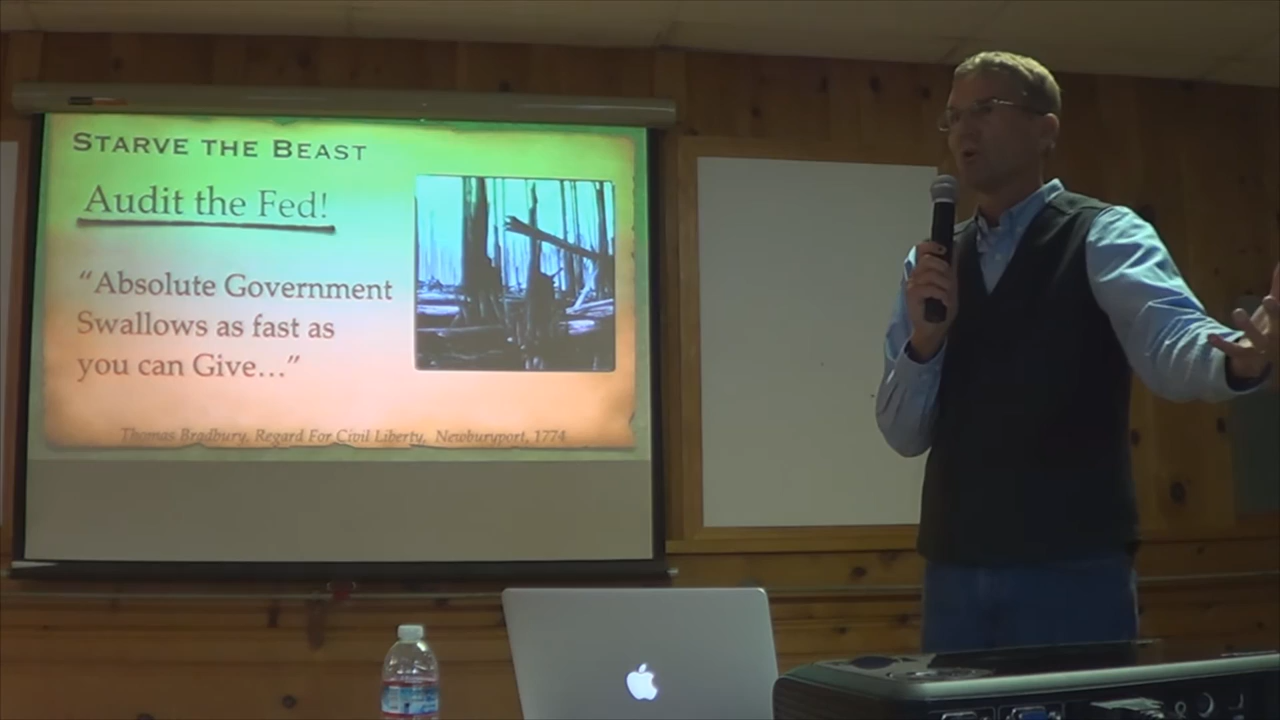 STARVE THE BEAST
Audit the Fed!
“Absolute Government
Swallows as fast as
you can Give…”
Thomas Bradbury, Regard For Civil Liberty, Newburyport, 1774